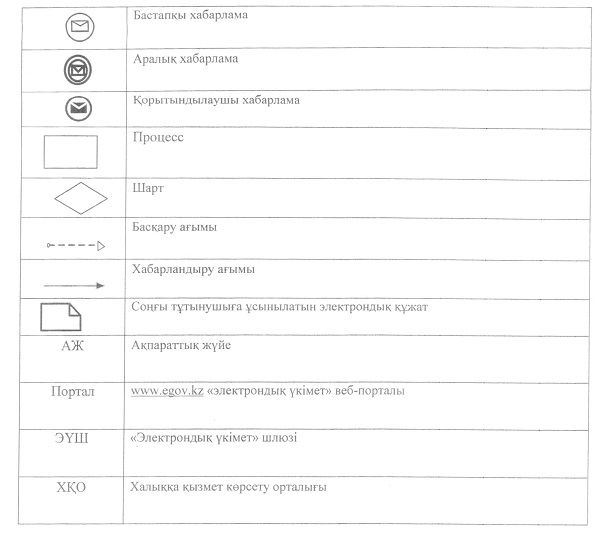 Бастапқы хабарлама
Аралық хабарлама
Қорытындылаушы хабарлама
Процесс
Шарт
Басқару ағымы
Хабарландыру ағымы
Соңғы тұтынушыға ұсынылатын электрондық құжат
АЖ Ақпараттық жүйе
Портал www.egov.kz «электрондық үкімет» веб-порталы
ЭҮШ «Электрондық үкімет» шлюзі
ХҚО Халыққа қызмет көрсету орталығы